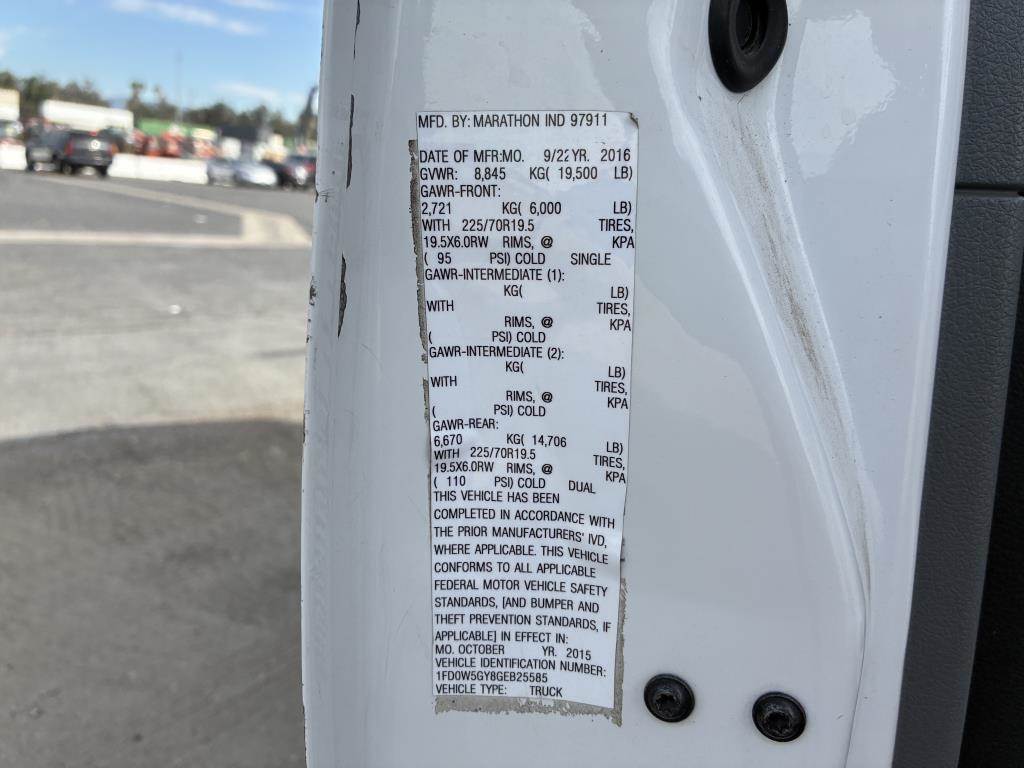 MFD. BY: MARATHON IND 97911
DATE OF MFR:MO. 9/22 YR. 2016
GVWR: 8,845 KG( 19,500 LB)
GAWR-FRONT:
2,721 KG( 6,000 LB)
WITH 225/70R19.5 TIRES,
19.5X6.0RW RIMS, @ KPA
( 95 PSI) COLD SINGLE
GAWR-INTERMEDIATE (1):
KG( LB)
WITH TIRES,
RIMS, @ KPA
( PSI) COLD
GAWR-INTERMEDIATE (2):
KG( LB)
WITH TIRES,
RIMS, @ KPA
( PSI) COLD
GAWR-REAR:
6,670 KG( 14,706 LB)
WITH 225/70R19.5 TIRES,
19.5X6.0RW RIMS, @ KPA
( 110 PSI) COLD DUAL
THIS VEHICLE HAS BEEN
COMPLETED IN ACCORDANCE WITH
THE PRIOR MANUFACTURERS' IVD,
WHERE APPLICABLE. THIS VEHICLE
CONFORMS TO ALL APPLICABLE
FEDERAL MOTOR VEHICLE SAFETY
STANDARDS, [AND BUMPER AND
THEFT PREVENTION STANDARDS, IF
APPLICABLE] IN EFFECT IN:
MO. OCTOBER YR. 2015
VEHICLE IDENTIFICATION NUMBER:
1FD0W5GY8GEB25585
VEHICLE TYPE: TRUCK